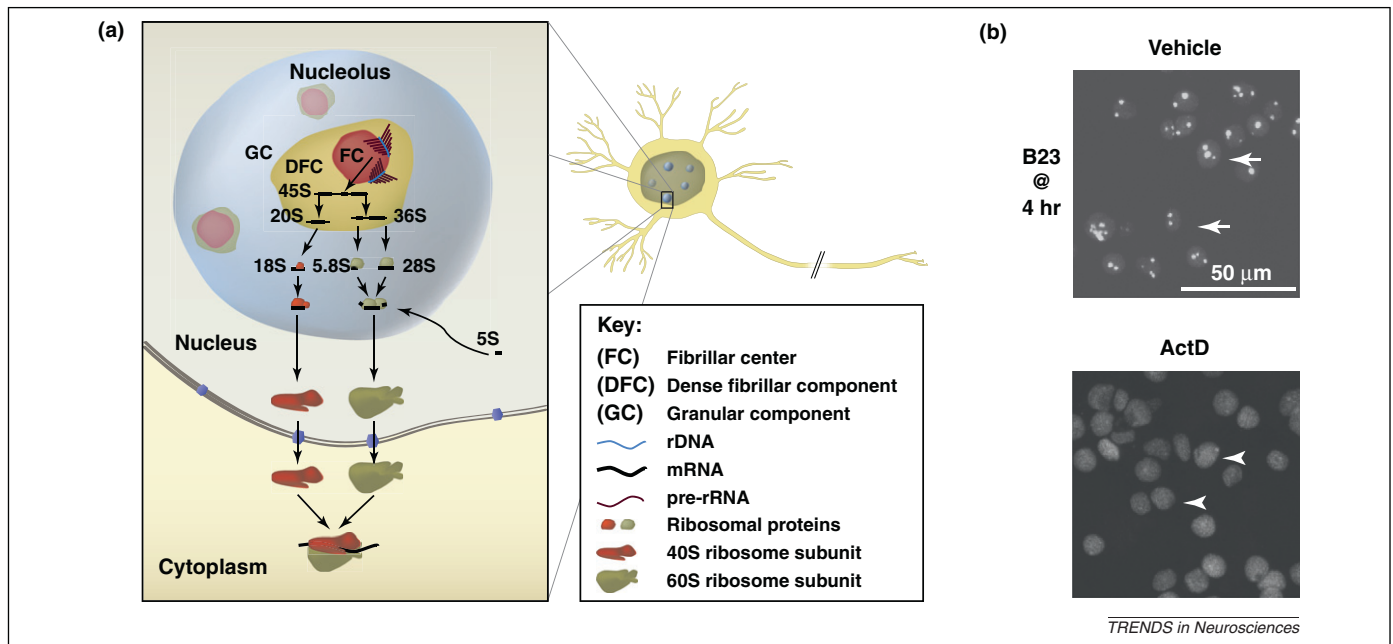 (a)
Nucleolus
GC
DFC
FC
45S
20S
36S
18S
5.8S
28S
5S
Nucleus
Cytoplasm
Key:
(FC) Fibrillar center
(DFC) Dense fibrillar component
(GC) Granular component
rDNA
mRNA
pre-rRNA
Ribosomal proteins
40S ribosome subunit
60S ribosome subunit
(b)
Vehicle
B23
@
4 hr
50 μm
ActD
TRENDS in Neurosciences